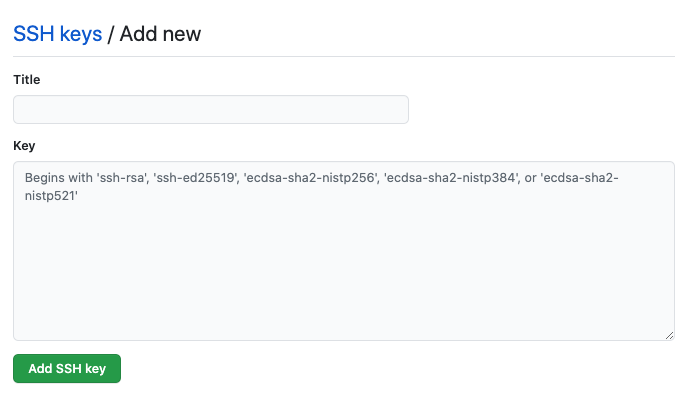 SSH keys / Add new
Title
Key
Begins with 'ssh-rsa', 'ssh-ed25519', 'ecdsa-sha2-nistp256', 'ecdsa-sha2-nistp384', or 'ecdsa-sha2-
nistp521'
Add SSH key